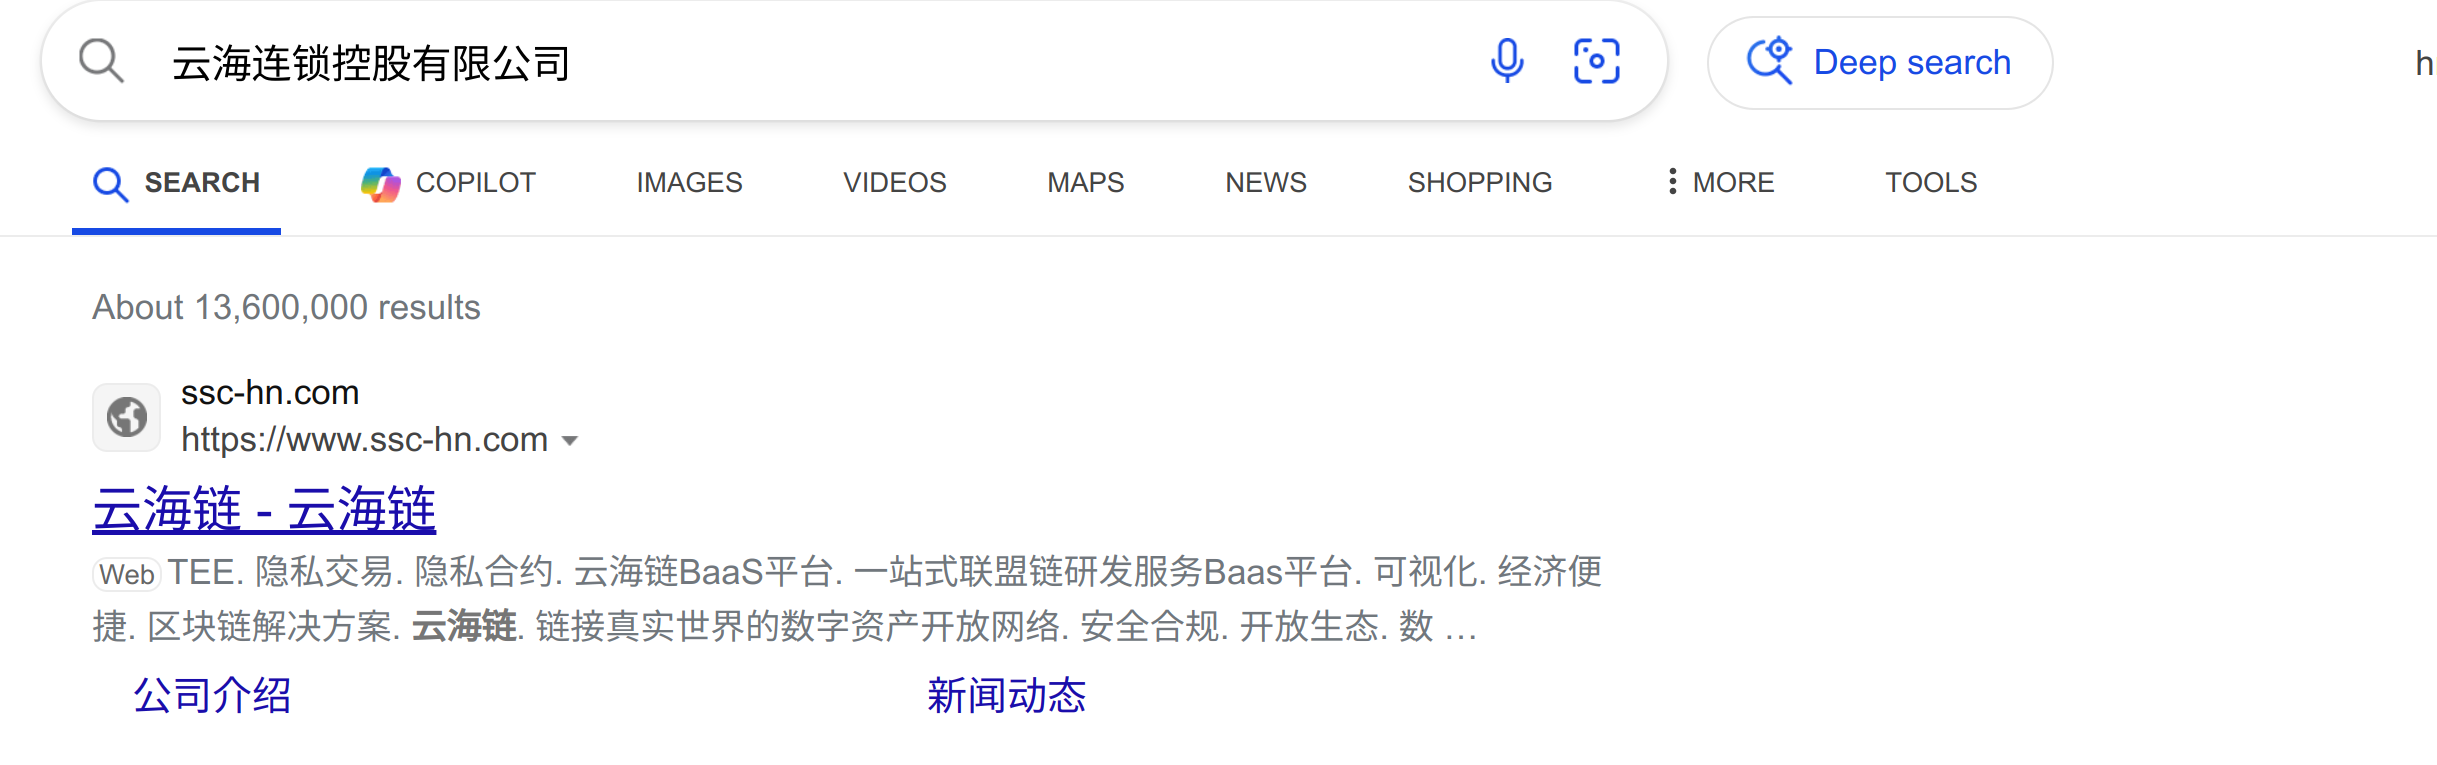 云海连锁控股有限公司
Deep search
h
SEARCH COPILOT IMAGES VIDEOS MAPS NEWS SHOPPING MORE TOOLS
About 13,600,000 results
ssc-hn.com
https://www.ssc-hn.com
云海链 - 云海链
Web TEE. 隐私交易. 隐私合约. 云海链BaaS平台. 一站式联盟链研发服务Baas平台. 可视化. 经济便
捷. 区块链解决方案. 云海链. 链接真实世界的数字资产开放网络. 安全合规. 开放生态. 数 …
公司介绍 新闻动态